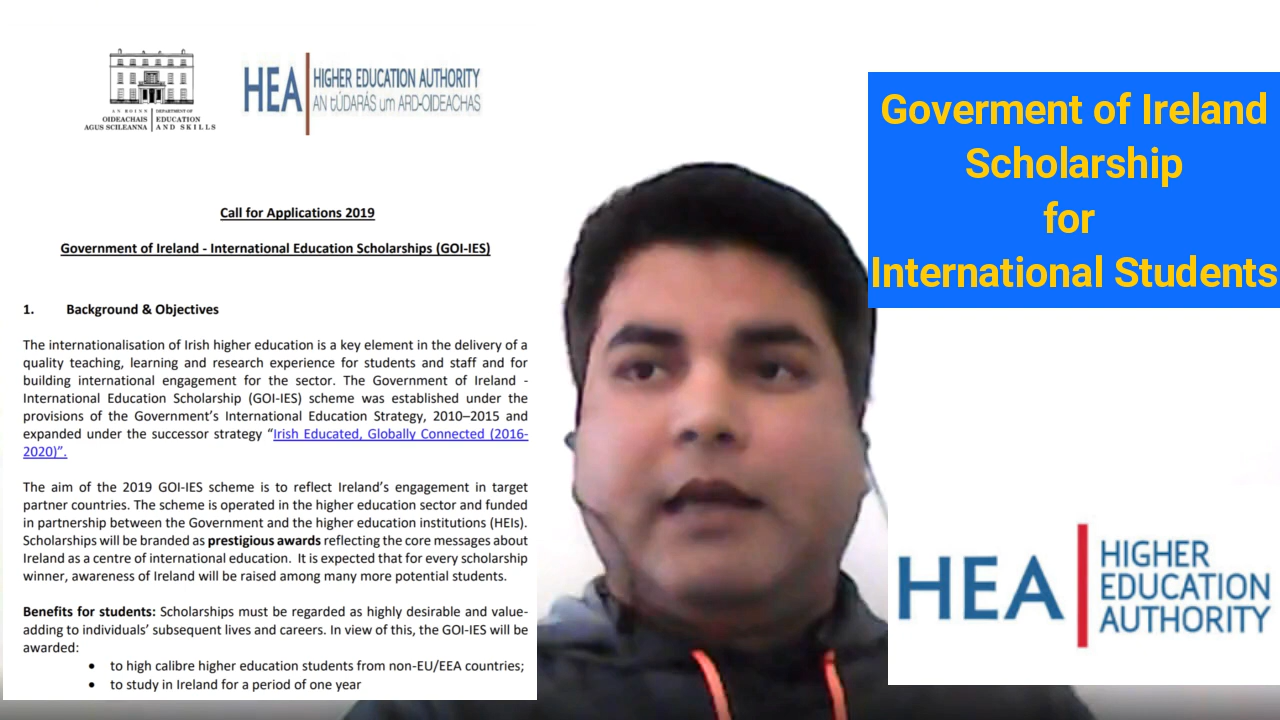 AN ROINN
OIDEACHAIS
AGUS SCILEANNA
DEPARTMENT OF
EDUCATION
AND SKILLS
HEA
HIGHER EDUCATION AUTHORITY
AN tÚDARÁS um ARD-OIDEACHAS
Call for Applications 2019
Government of Ireland - International Education Scholarships (GOI-IES)
1. Background & Objectives
The internationalisation of Irish higher education is a key element in the delivery of a
quality teaching, learning and research experience for students and staff and for
building international engagement for the sector. The Government of Ireland -
International Education Scholarship (GOI-IES) scheme was established under the
provisions of the Government’s International Education Strategy, 2010–2015 and
expanded under the successor strategy “Irish Educated, Globally Connected (2016-
2020)”.
The aim of the 2019 GOI-IES scheme is to reflect Ireland’s engagement in target
partner countries. The scheme is operated in the higher education sector and funded
in partnership between the Government and the higher education institutions (HEIs).
Scholarships will be branded as prestigious awards reflecting the core messages about
Ireland as a centre of international education. It is expected that for every scholarship
winner, awareness of Ireland will be raised among many more potential students.
Benefits for students: Scholarships must be regarded as highly desirable and value-
adding to individuals’ subsequent lives and careers. In view of this, the GOI-IES will be
awarded:
• to high calibre higher education students from non-EU/EEA countries;
• to study in Ireland for a period of one year
Goverment of Ireland
Scholarship
for
International Students
HEA
HIGHER
EDUCATION
AUTHORITY